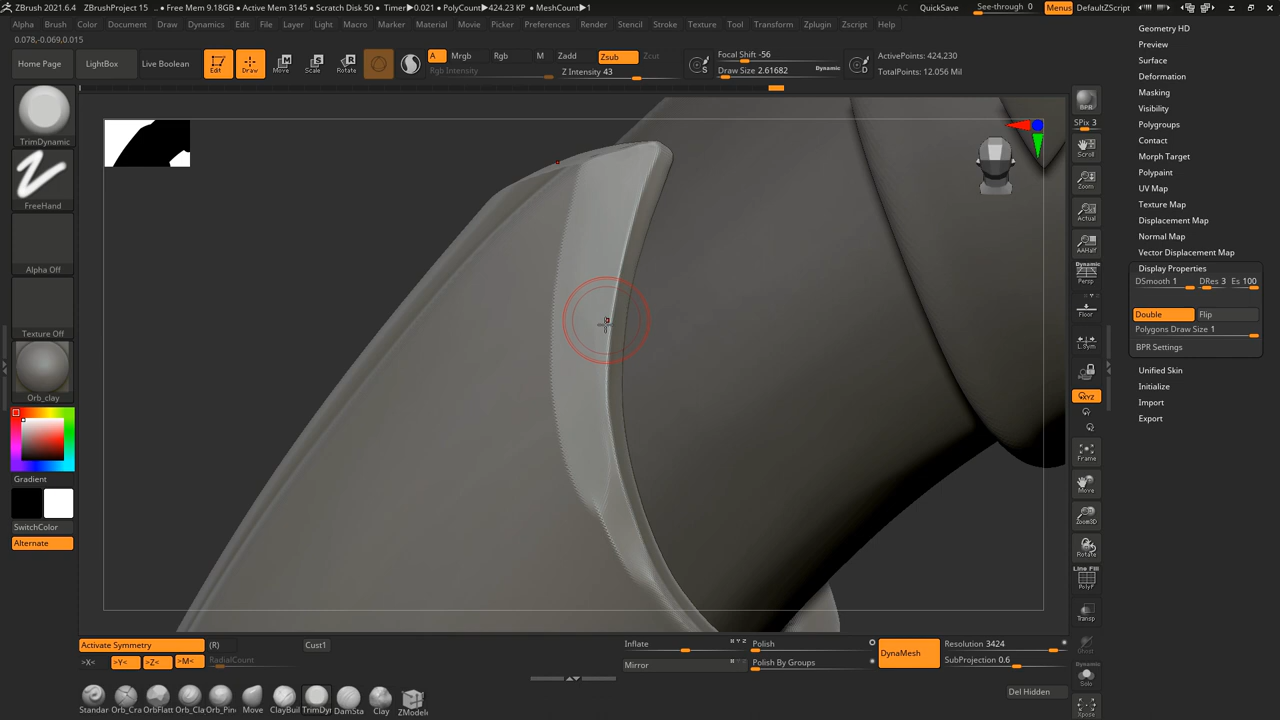 ZBrush 2021.6.4 ZBrushProject 15 ... • Free Mem 9.18GB • Active Mem 3145 • Scratch Disk 50 • Timer▶0.021 • PolyCount▶424.23 KP • MeshCount▶1 AC QuickSave See-through 0 Menus DefaultZScript
Alpha Brush Color Document Draw Dynamics Edit File Layer Light Macro Marker Material Movie Picker Preferences Render Stencil Stroke Texture Tool Transform Zplugin Zscript Help
0.078,-0.069,0.015
Home Page LightBox Live Boolean Edit Draw Move Scale Rotate A Mrgb Rgb M Zadd Zsub Zcut
Rgb Intensity Z Intensity 43
S Focal Shift -56
Draw Size 2.61682 Dynamic
D ActivePoints: 424,230
TotalPoints: 12.056 Mil
TrimDynamic
FreeHand
Alpha Off
Texture Off
Orb_clay
Gradient
SwitchColor
Alternate
BPR
SPix 3
Scroll
Zoom
Actual
AAHalf
Dynamic
Persp
Floor
L.Sym
XYZ
Frame
Move
Zoom3D
Rotate
Line Fill
PolyF
Transp
Ghost
Dynamic
Solo
Xpose
Geometry HD
Preview
Surface
Deformation
Masking
Visibility
Polygroups
Contact
Morph Target
Polypaint
UV Map
Texture Map
Displacement Map
Normal Map
Vector Displacement Map
Display Properties
DSmooth 1 DRes 3 Es 100
Double Flip
Polygons Draw Size 1
BPR Settings
Unified Skin
Initialize
Import
Export
Activate Symmetry (R) Cust1
>X< >Y< >Z< >M< RadialCount
Inflate Polish
Mirror Polish By Groups
DynaMesh
Resolution 3424
SubProjection 0.6
Del Hidden
Standar Orb_Cra OrbFlatt Orb_Cla Orb_Pin Move ClayBuil TrimDyn DamSta Clay ZModele